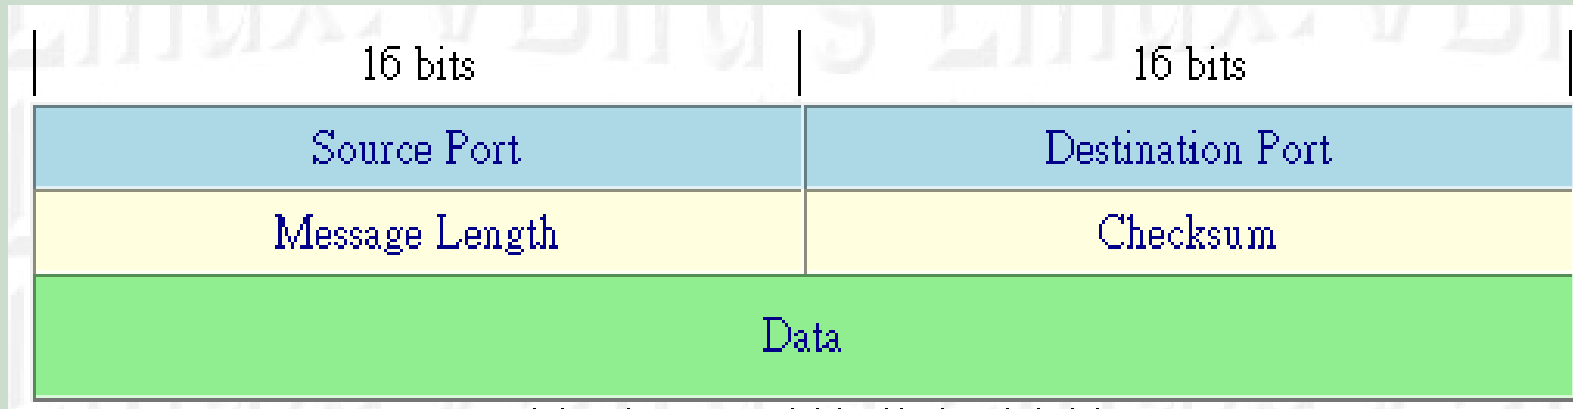 16 bits 16 bits
Source Port Destination Port
Message Length Checksum
Data